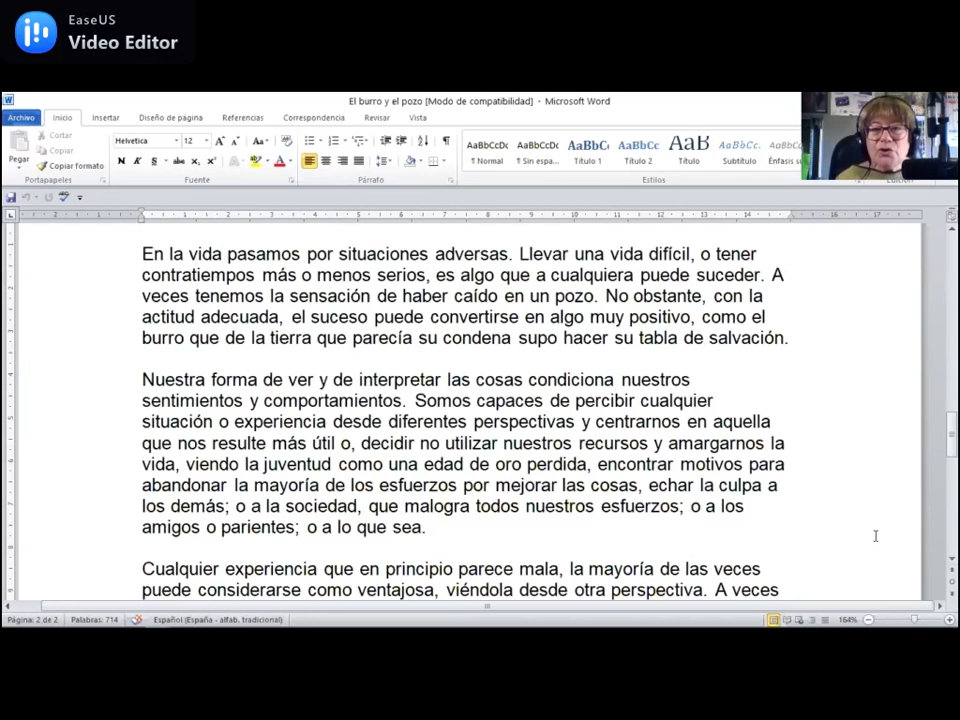 EaseUS
Video Editor
El burro y el pozo [Modo de compatibilidad] - Microsoft Word
Archivo Inicio Insertar Diseño de página Referencias Correspondencia Revisar Vista
Pegar
Cortar
Copiar
Copiar formato
Portapapeles
Helvetica 12
Fuente
Párrafo
AaBbCcDc AaBbCcDc AaBbC AaBbCc AaB AaBbCc.
¶ Normal ¶ Sin espa... Título 1 Título 2 Título Subtítulo Énfasis
Estilos
En la vida pasamos por situaciones adversas. Llevar una vida difícil, o tener
contratiempos más o menos serios, es algo que a cualquiera puede suceder. A
veces tenemos la sensación de haber caído en un pozo. No obstante, con la
actitud adecuada, el suceso puede convertirse en algo muy positivo, como el
burro que de la tierra que parecía su condena supo hacer su tabla de salvación.
Nuestra forma de ver y de interpretar las cosas condiciona nuestros
sentimientos y comportamientos. Somos capaces de percibir cualquier
situación o experiencia desde diferentes perspectivas y centrarnos en aquella
que nos resulte más útil o, decidir no utilizar nuestros recursos y amargarnos la
vida, viendo la juventud como una edad de oro perdida, encontrar motivos para
abandonar la mayoría de los esfuerzos por mejorar las cosas, echar la culpa a
los demás; o a la sociedad, que malogra todos nuestros esfuerzos; o a los
amigos o parientes; o a lo que sea.
Cualquier experiencia que en principio parece mala, la mayoría de las veces
puede considerarse como ventajosa, viéndola desde otra perspectiva. A veces
Página: 2 de 2 Palabras: 714 Español (España - alfab. tradicional) 164%